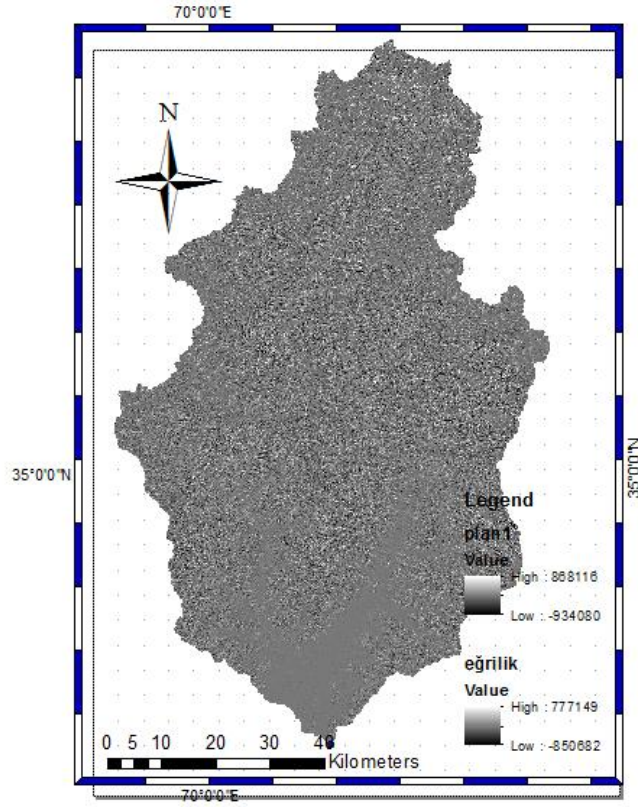 70°0'0"E
N
35°0'0"N
35°0'0"N
Legend
plan1
Value
High : 868116
Low : -934080
eğrilik
Value
High : 777149
Low : -850682
0 5 10 20 30 40
Kilometers
70°0'0"E